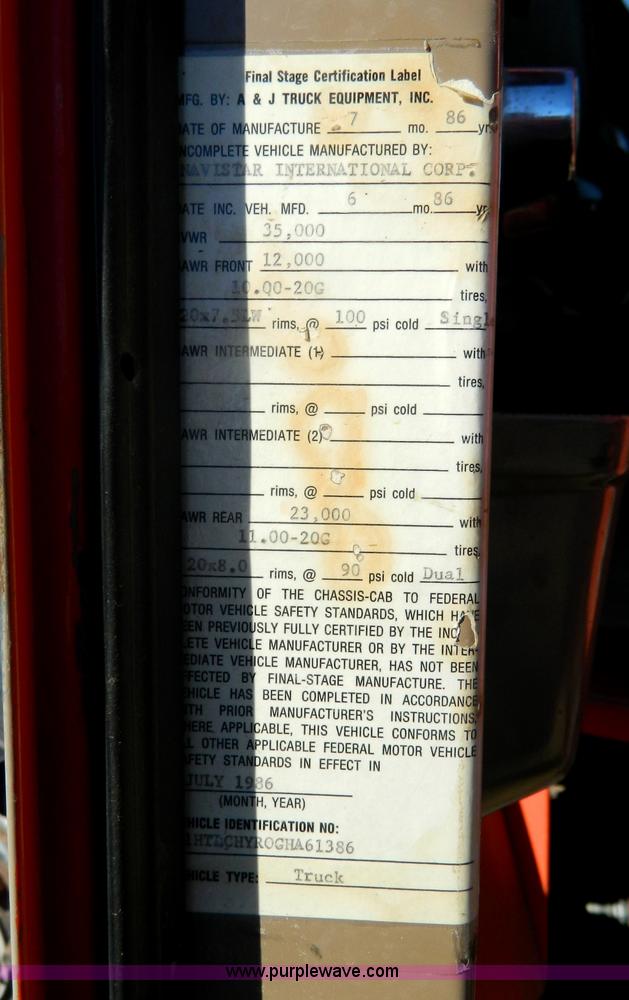 Final Stage Certification Label
MFG. BY: A & J TRUCK EQUIPMENT, INC.
ATE OF MANUFACTURE 7 mo. 86 yr.
NCOMPLETE VEHICLE MANUFACTURED BY:
NAVISTAR INTERNATIONAL CORP.
ATE INC. VEH. MFD. 6 mo. 86 yr.
VWR 35,000
AWR FRONT 12,000 with
10.00-20G tires,
20x7.5LW rims, @ 100 psi cold Singl
AWR INTERMEDIATE (1) with
tires,
rims, @ psi cold
AWR INTERMEDIATE (2) with
tires,
rims, @ psi cold
AWR REAR 23,000 with
11.00-20G tires,
20x8.0 rims, @ 90 psi cold Dual
ONFORMITY OF THE CHASSIS-CAB TO FEDERAL
OTOR VEHICLE SAFETY STANDARDS, WHICH HAVE
EEN PREVIOUSLY FULLY CERTIFIED BY THE INC
LETE VEHICLE MANUFACTURER OR BY THE INTER-
EDIATE VEHICLE MANUFACTURER, HAS NOT BEEN
FFECTED BY FINAL-STAGE MANUFACTURE. THE
EHICLE HAS BEEN COMPLETED IN ACCORDANCE
ITH PRIOR MANUFACTURER'S INSTRUCTIONS.
HERE APPLICABLE, THIS VEHICLE CONFORMS TO
LL OTHER APPLICABLE FEDERAL MOTOR VEHICLE
AFETY STANDARDS IN EFFECT IN
JULY 1986
(MONTH, YEAR)
EHICLE IDENTIFICATION NO:
1HTLCHYR0GHA61386
EHICLE TYPE: Truck
www.purplewave.com